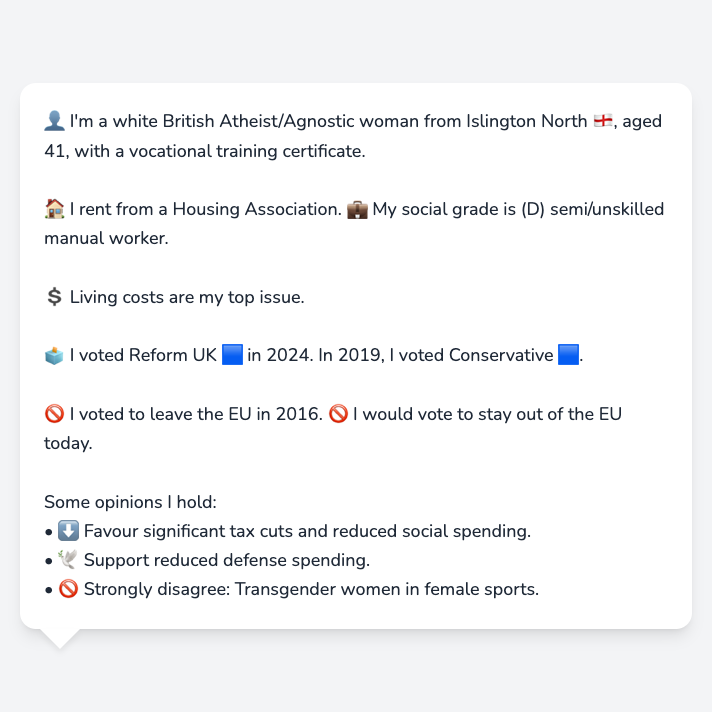 👤 I'm a white British Atheist/Agnostic woman from Islington North 🏴󠁧󠁢󠁥󠁮󠁧󠁿, aged
41, with a vocational training certificate.
🏠 I rent from a Housing Association. 💼 My social grade is (D) semi/unskilled
manual worker.
💲 Living costs are my top issue.
🗳️ I voted Reform UK 🟦 in 2024. In 2019, I voted Conservative 🟦.
🚫 I voted to leave the EU in 2016. 🚫 I would vote to stay out of the EU
today.
Some opinions I hold:
• ⬇️ Favour significant tax cuts and reduced social spending.
• 🕊️ Support reduced defense spending.
• 🚫 Strongly disagree: Transgender women in female sports.